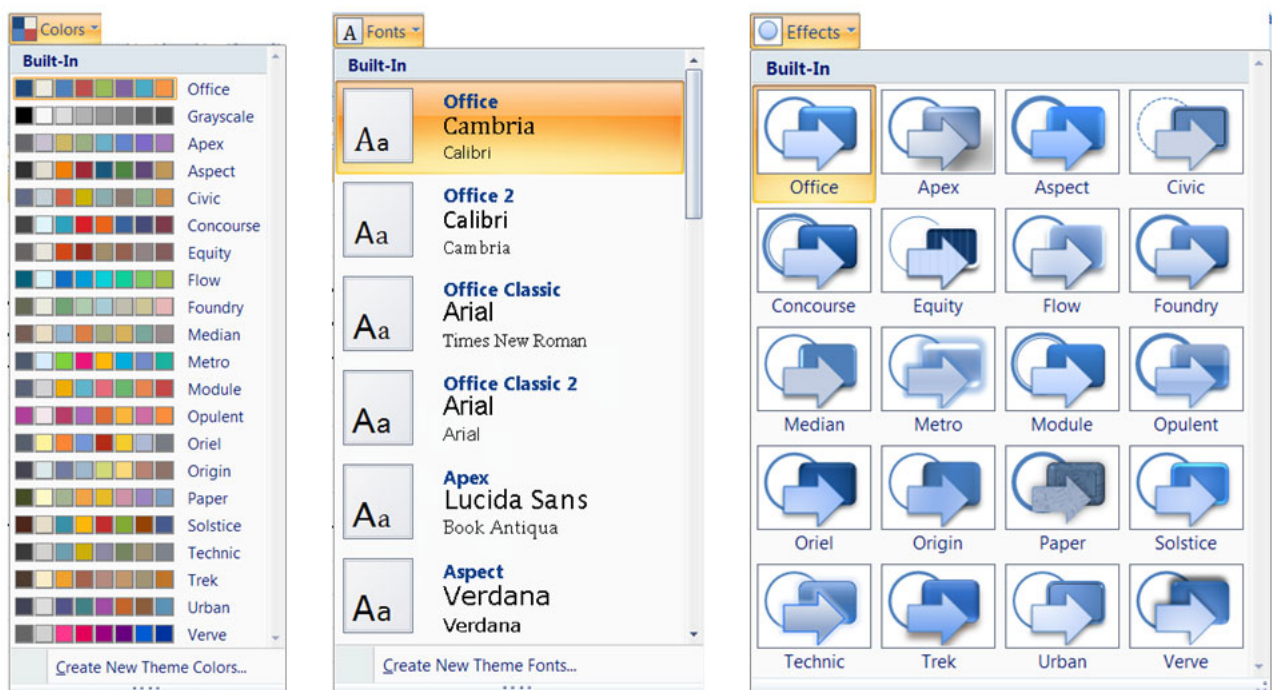 Colors
Built-In
Office
Grayscale
Apex
Aspect
Civic
Concourse
Equity
Flow
Foundry
Median
Metro
Module
Opulent
Oriel
Origin
Paper
Solstice
Technic
Trek
Urban
Verve
Create New Theme Colors...
A Fonts
Built-In
Aa
Office
Cambria
Calibri
Aa
Office 2
Calibri
Cambria
Aa
Office Classic
Arial
Times New Roman
Aa
Office Classic 2
Arial
Arial
Aa
Apex
Lucida Sans
Book Antiqua
Aa
Aspect
Verdana
Verdana
Create New Theme Fonts...
Effects
Built-In
Office Apex Aspect Civic
Concourse Equity Flow Foundry
Median Metro Module Opulent
Oriel Origin Paper Solstice
Technic Trek Urban Verve